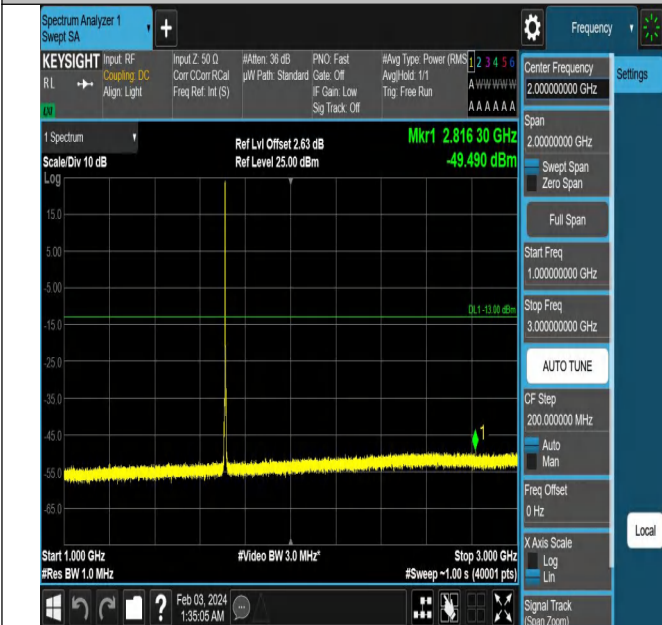 Spectrum Analyzer 1
Swept SA
Frequency
KEYSIGHT
RL
Input: RF
Coupling: DC
Align: Light
Input Z: 50 Ω
Corr CCorr RCal
Freq Ref: Int (S)
#Atten: 36 dB
µW Path: Standard
PNO: Fast
Gate: Off
IF Gain: Low
Sig Track: Off
#Avg Type: Power (RMS
Avg|Hold: 1/1
Trig: Free Run
1 2 3 4 5 6
A W W W W W
A A A A A A
1 Spectrum
Scale/Div 10 dB
Log
Ref Lvl Offset 2.63 dB
Ref Level 25.00 dBm
Mkr1 2.816 30 GHz
-49.490 dBm
15.0
5.00
-5.00
DL1 -13.00 dBm
-15.0
-25.0
-35.0
-45.0
1
-55.0
-65.0
Start 1.000 GHz
#Res BW 1.0 MHz
#Video BW 3.0 MHz*
Stop 3.000 GHz
#Sweep ~1.00 s (40001 pts)
Feb 03, 2024
1:35:05 AM
Center Frequency
2.00000000 GHz
Settings
Span
2.00000000 GHz
Swept Span
Zero Span
Full Span
Start Freq
1.000000000 GHz
Stop Freq
3.000000000 GHz
AUTO TUNE
CF Step
200.000000 MHz
Auto
Man
Freq Offset
0 Hz
X Axis Scale
Log
Lin
Local
Signal Track
(Span Zoom)